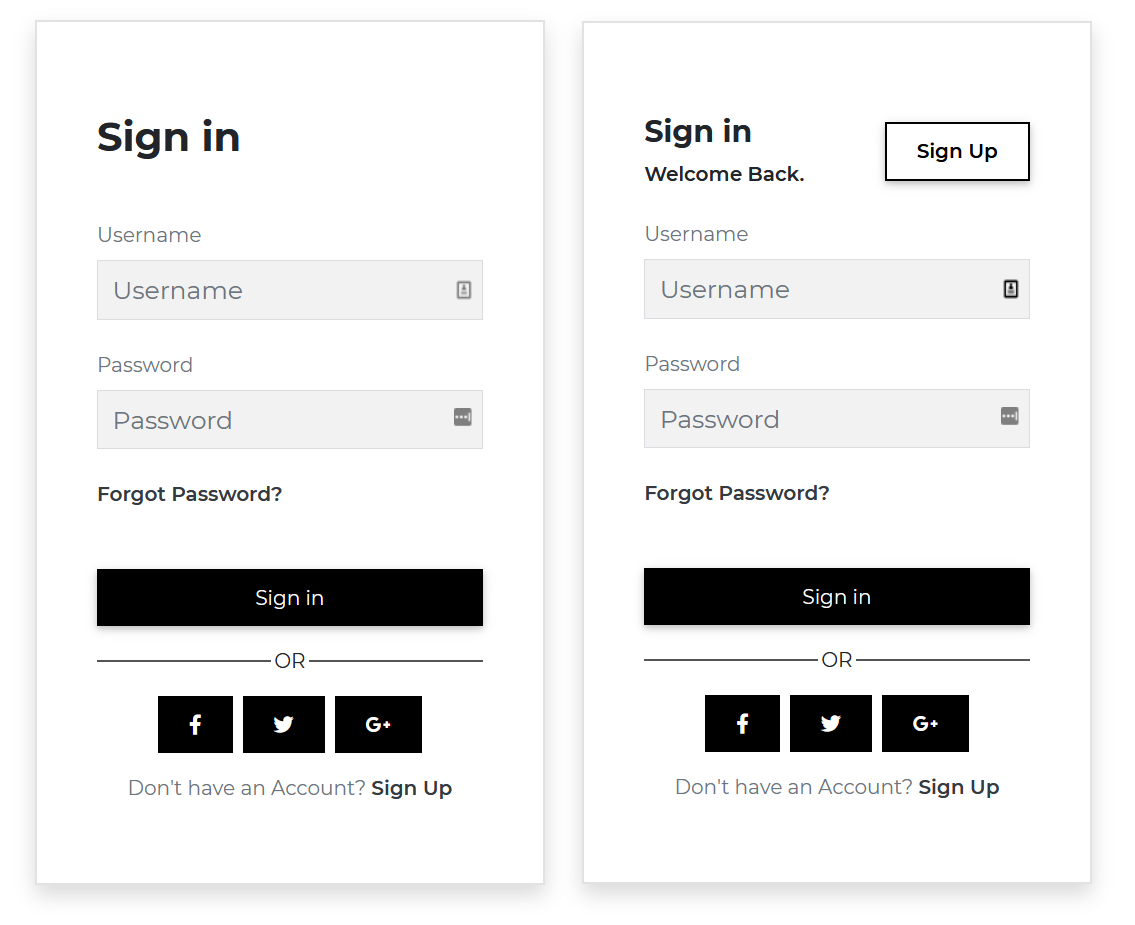 Sign in
Username
Username
Password
Password
Forgot Password?
Sign in
OR
f
G+
Don't have an Account? Sign Up
Sign in
Welcome Back.
Sign Up
Username
Username
Password
Password
Forgot Password?
Sign in
OR
f
G+
Don't have an Account? Sign Up